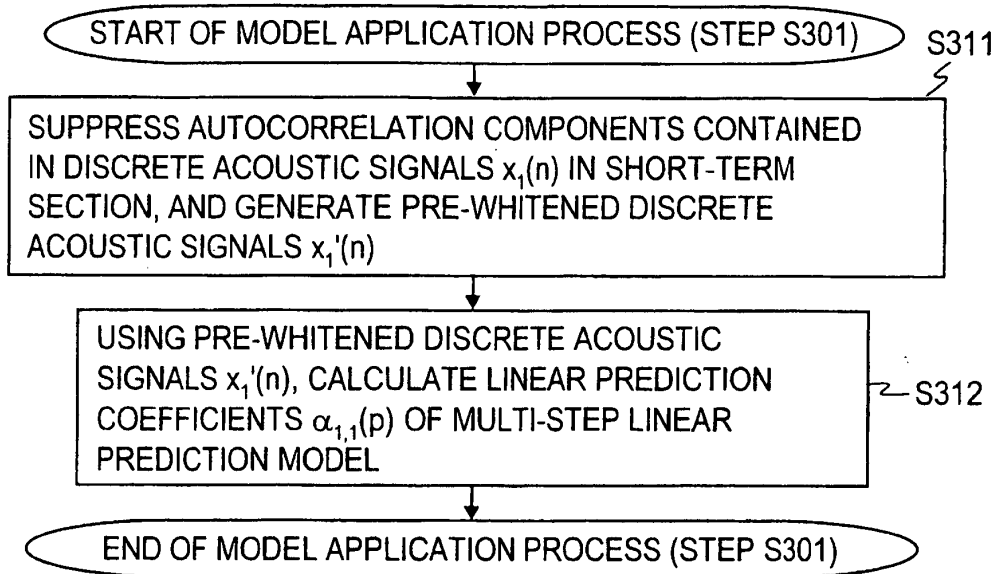 START OF MODEL APPLICATION PROCESS (STEP S301)
S311
SUPPRESS AUTOCORRELATION COMPONENTS CONTAINED
IN DISCRETE ACOUSTIC SIGNALS x₁(n) IN SHORT-TERM
SECTION, AND GENERATE PRE-WHITENED DISCRETE
ACOUSTIC SIGNALS x₁'(n)
USING PRE-WHITENED DISCRETE ACOUSTIC
SIGNALS x₁'(n), CALCULATE LINEAR PREDICTION
COEFFICIENTS α₁,₁(p) OF MULTI-STEP LINEAR
PREDICTION MODEL
S312
END OF MODEL APPLICATION PROCESS (STEP S301)